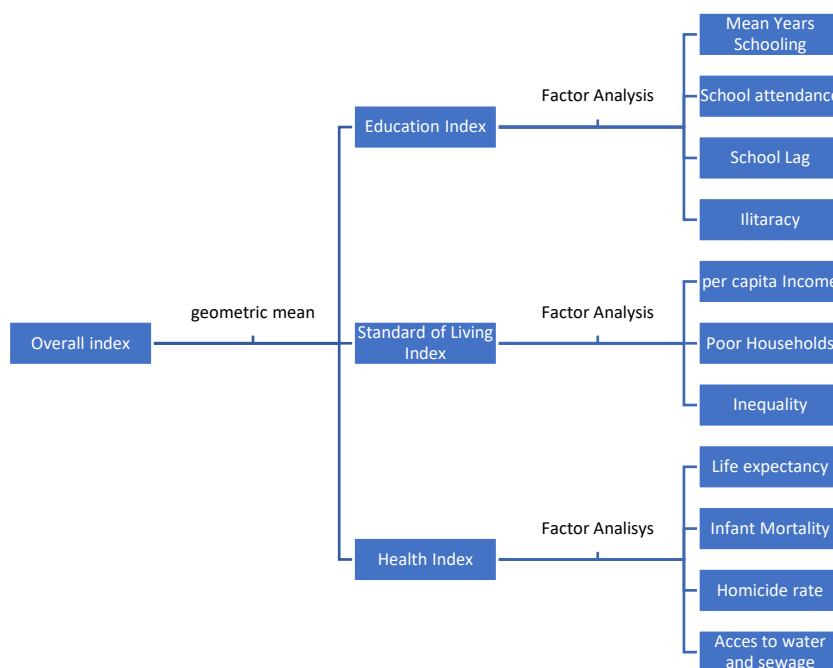 Mean Years
Schooling
Factor Analysis
School attendance
Education Index
School Lag
Ilitaracy
per capita Income
geometric mean
Factor Analysis
Overall index
Standard of Living
Index
Poor Households
Inequality
Life expectancy
Factor Analisys
Infant Mortality
Health Index
Homicide rate
Acces to water
and sewage